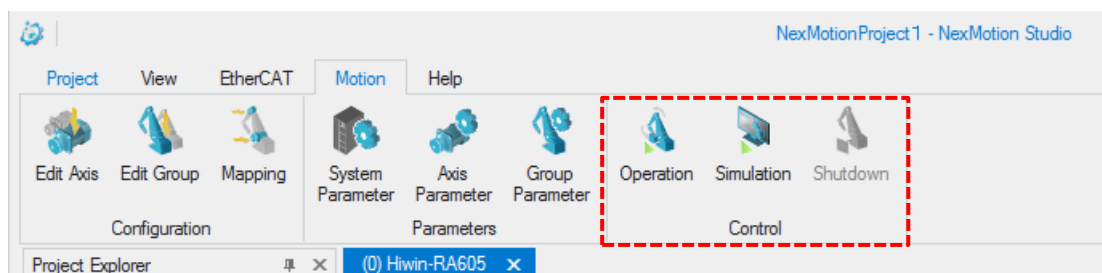 NexMotionProject1 - NexMotion Studio
Project View EtherCAT Motion Help
Edit Axis Edit Group Mapping System Parameter Axis Parameter Group Parameter Operation Simulation Shutdown
Configuration Parameters Control
Project Explorer (0) Hiwin-RA605